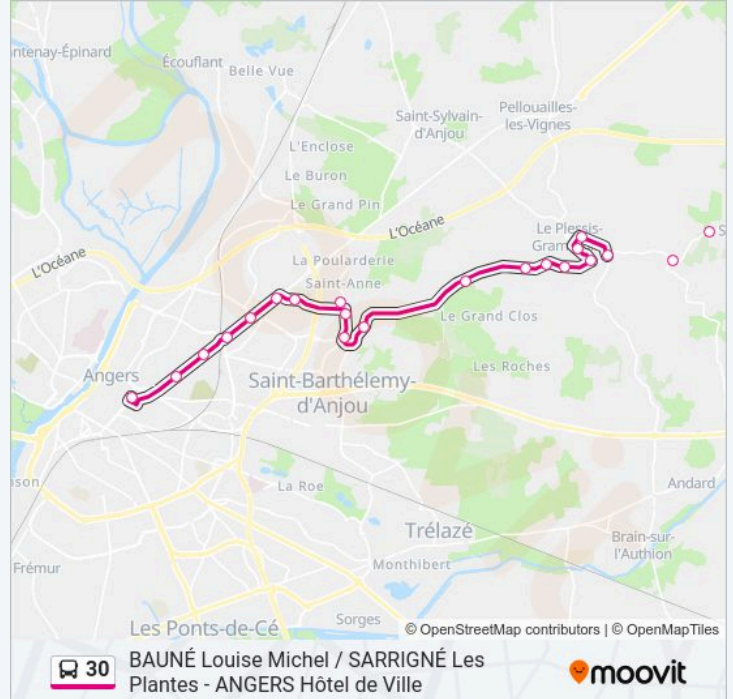 Écouflant
Belle Vue
Pellouailles-
les-Vignes
Saint-Sylvain-
d'Anjou
L'Enclose
Le Buron
Le Grand Pin
L'Océane
Le Plessis-
L'Océane
La Poularderie
Saint-Anne
Le Grand Clos
Angers
Les Roches
Saint-Barthélemy-
d'Anjou
La Roe
Andard
Trélazé
Brain-sur-
l'Authion
Monthibert
Frémur
Sorges
Les Ponts-de-Cé
© OpenStreetMap contributors | © OpenMapTiles
30
BAUNÉ Louise Michel / SARRIGNÉ Les
Plantes - ANGERS Hôtel de Ville
moovit